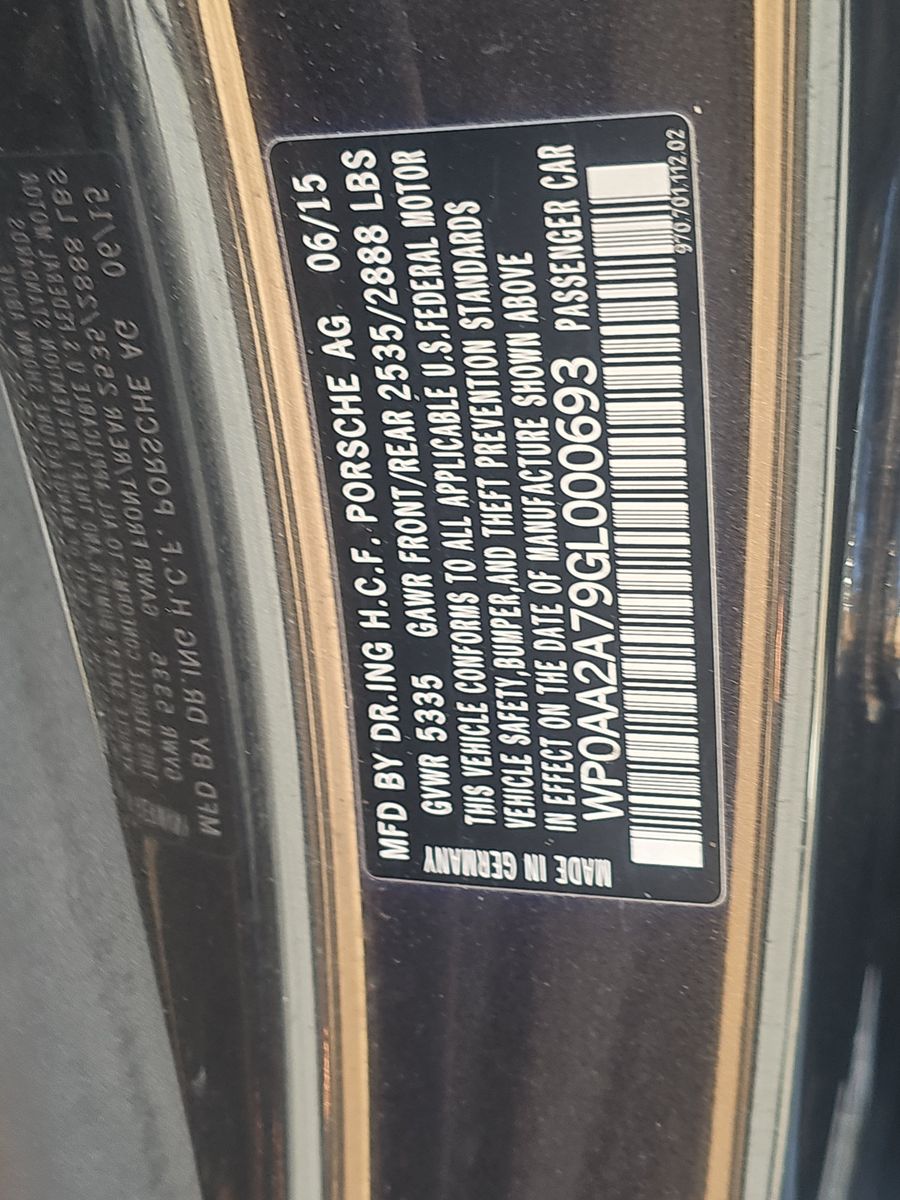 MFD BY DR.ING H.C.F. PORSCHE AG 06/15
GVWR 5335 GAWR FRONT/REAR 2535/2888 LBS
THIS VEHICLE CONFORMS TO ALL APPLICABLE U.S.FEDERAL MOTOR
VEHICLE SAFETY,BUMPER,AND THEFT PREVENTION STANDARDS
IN EFFECT ON THE DATE OF MANUFACTURE SHOWN ABOVE
WP0AA2A79GL000693 PASSENGER CAR
MADE IN GERMANY
970.701.112.02